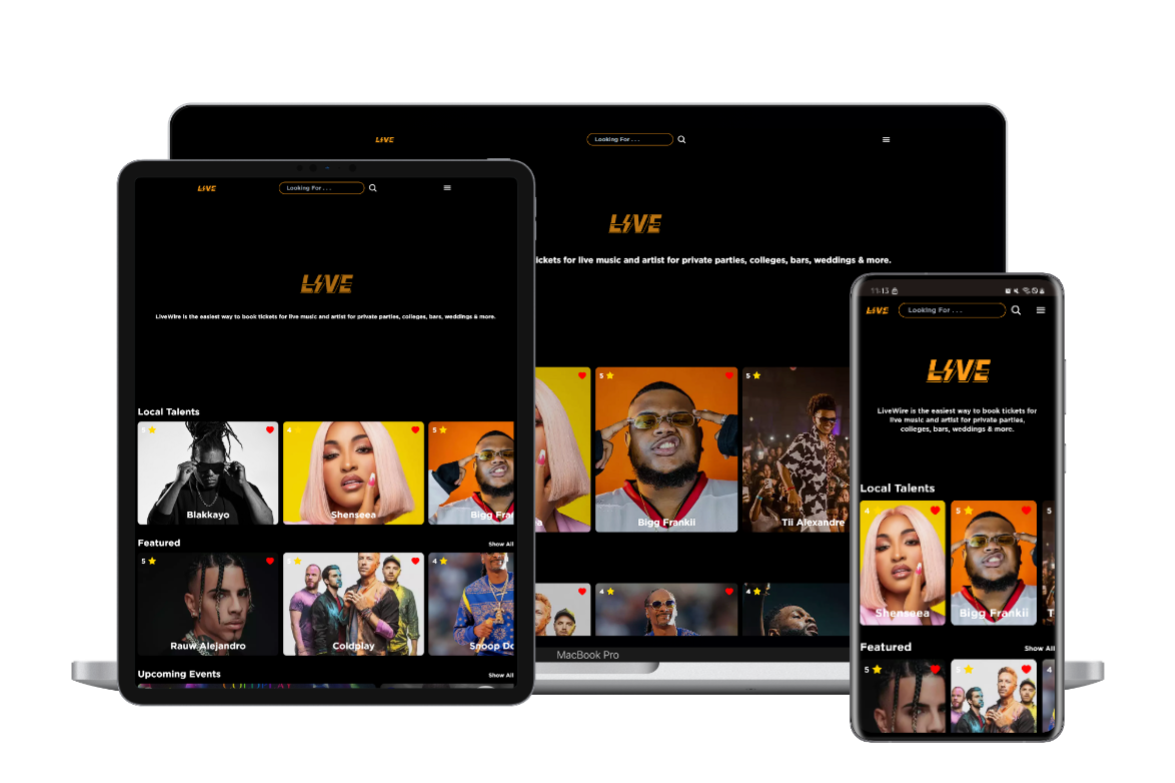 LIVE
Looking For . . .
LIVE
ickets for live music and artist for private parties, colleges, bars, weddings & more.
5
5
Bigg Frankii
Tii Alexandre
4
4
MacBook Pro
LIVE
Looking For . . .
LIVE
LiveWire is the easiest way to book tickets for live music and artist for private parties, colleges, bars, weddings & more.
Local Talents
5
4
5
Blakkayo
Shenseea
Bigg Fra
Featured
Show All
5
5
4
Rauw Alejandro
Coldplay
Snoop Do
Upcoming Events
Show All
COLDPLAY
11:15
LIVE
Looking For . . .
LIVE
LiveWire is the easiest way to book tickets for
live music and artist for private parties,
colleges, bars, weddings & more.
Local Talents
4
5
5
Shenseea
Bigg Frankii
T
Featured
Show All
5
5
4